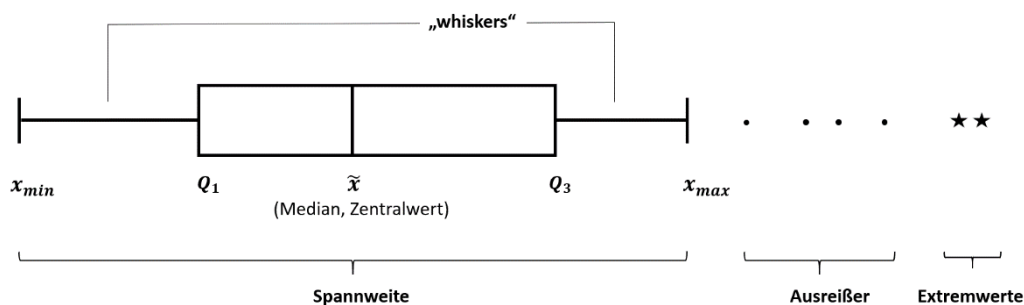 „whiskers“
x_min Q_1 x̃ Q_3 x_max
(Median, Zentralwert)
Spannweite Ausreißer Extremwerte